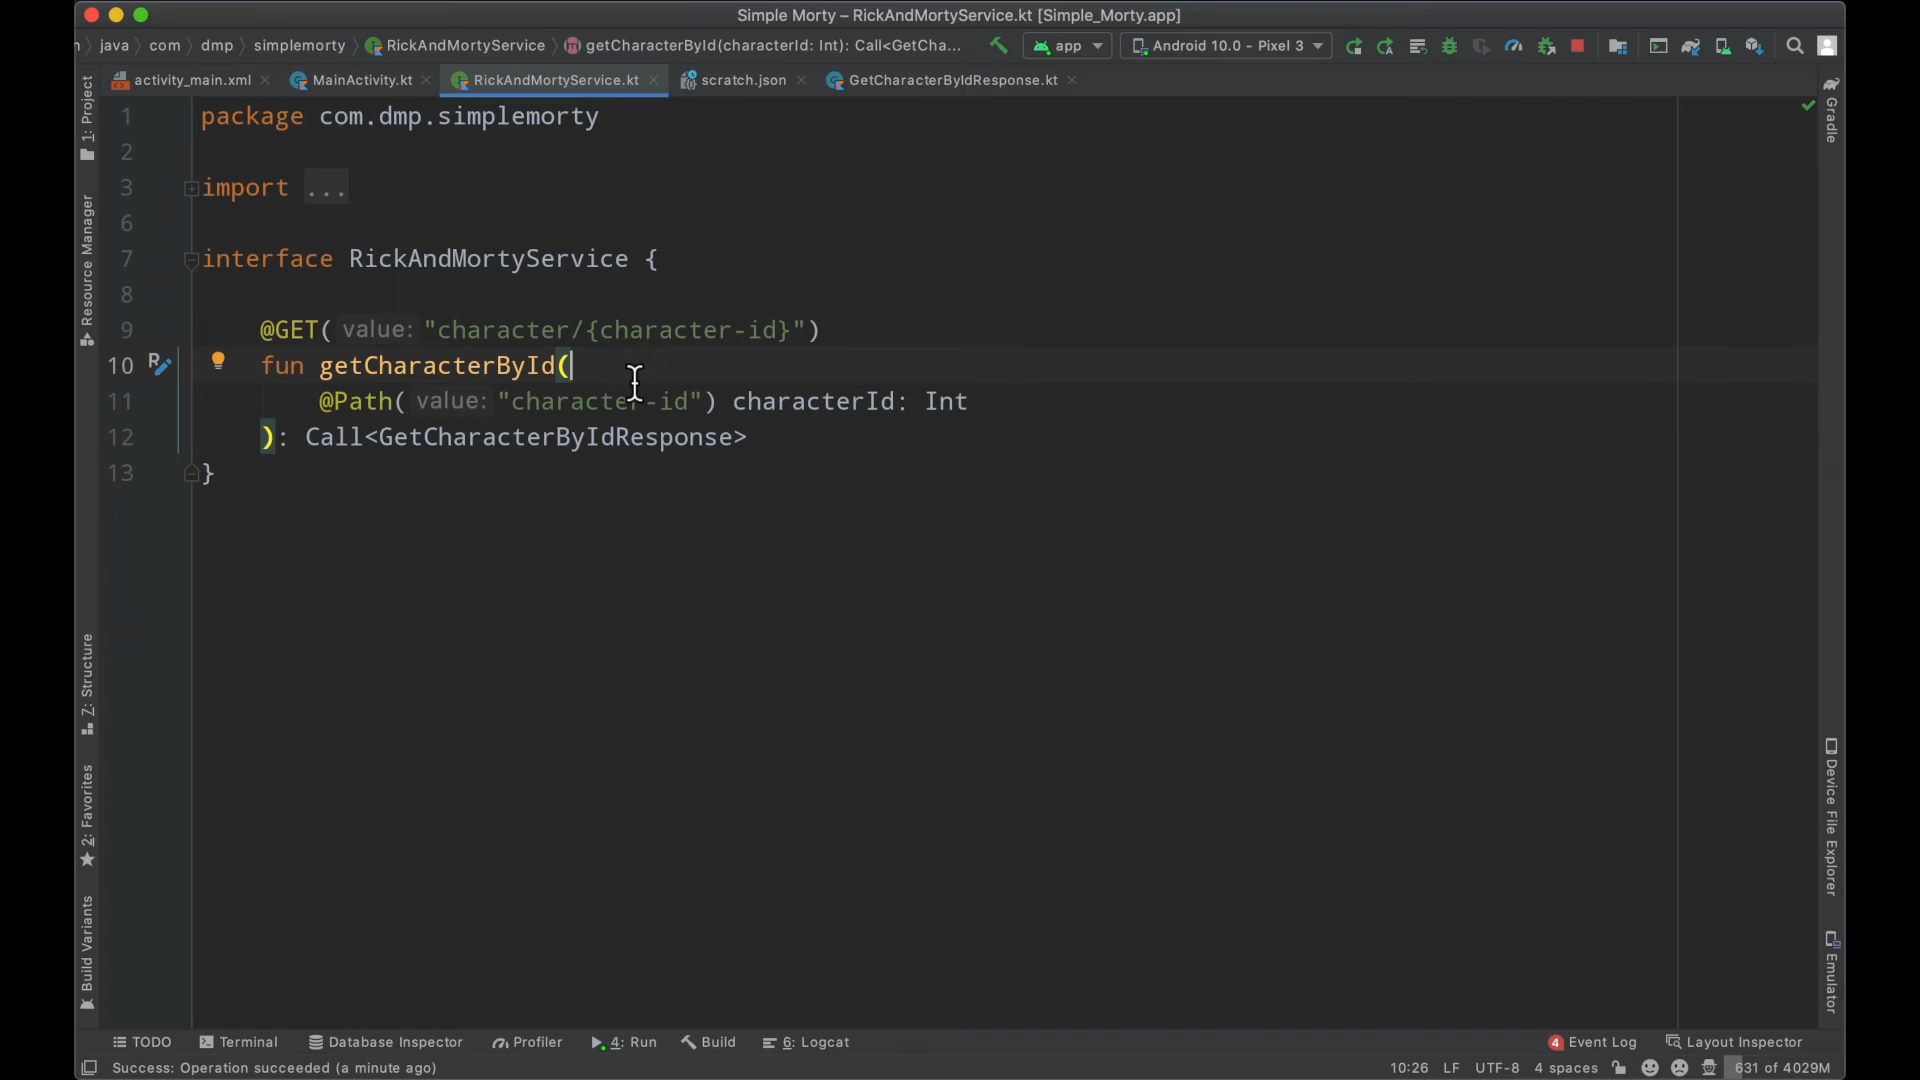 Simple Morty – RickAndMortyService.kt [Simple_Morty.app]
java com dmp simplemorty RickAndMortyService getCharacterById(characterId: Int): Call<GetCha... app Android 10.0 - Pixel 3
activity_main.xml MainActivity.kt RickAndMortyService.kt scratch.json GetCharacterByIdResponse.kt
1: Project
Resource Manager
Z: Structure
2: Favorites
Build Variants
1 package com.dmp.simplemorty
2
3 import ...
6
7 interface RickAndMortyService {
8
9 @GET( value: "character/{character-id}")
10 fun getCharacterById(
11 @Path( value: "character-id") characterId: Int
12 ): Call<GetCharacterByIdResponse>
13 }
Gradle
Device File Explorer
Emulator
TODO Terminal Database Inspector Profiler 4: Run Build 6: Logcat 4 Event Log Layout Inspector
Success: Operation succeeded (a minute ago) 10:26 LF UTF-8 4 spaces 631 of 4029M